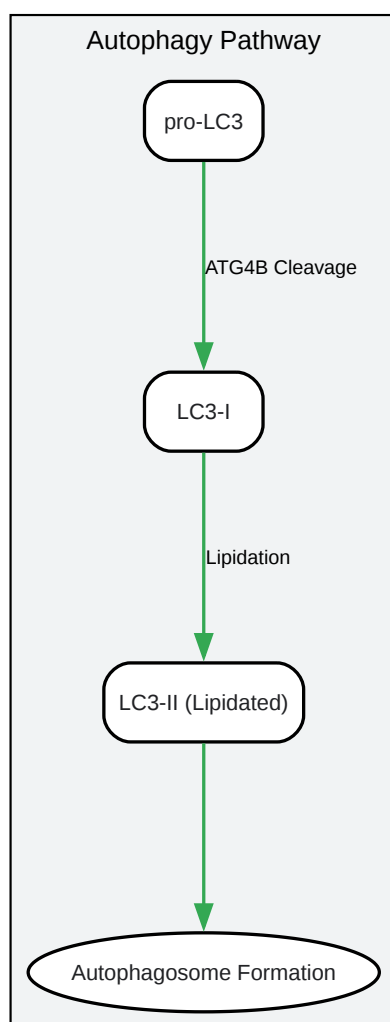 Autophagy Pathway
pro-LC3
ATG4B Cleavage
LC3-I
Lipidation
LC3-II (Lipidated)
Autophagosome Formation